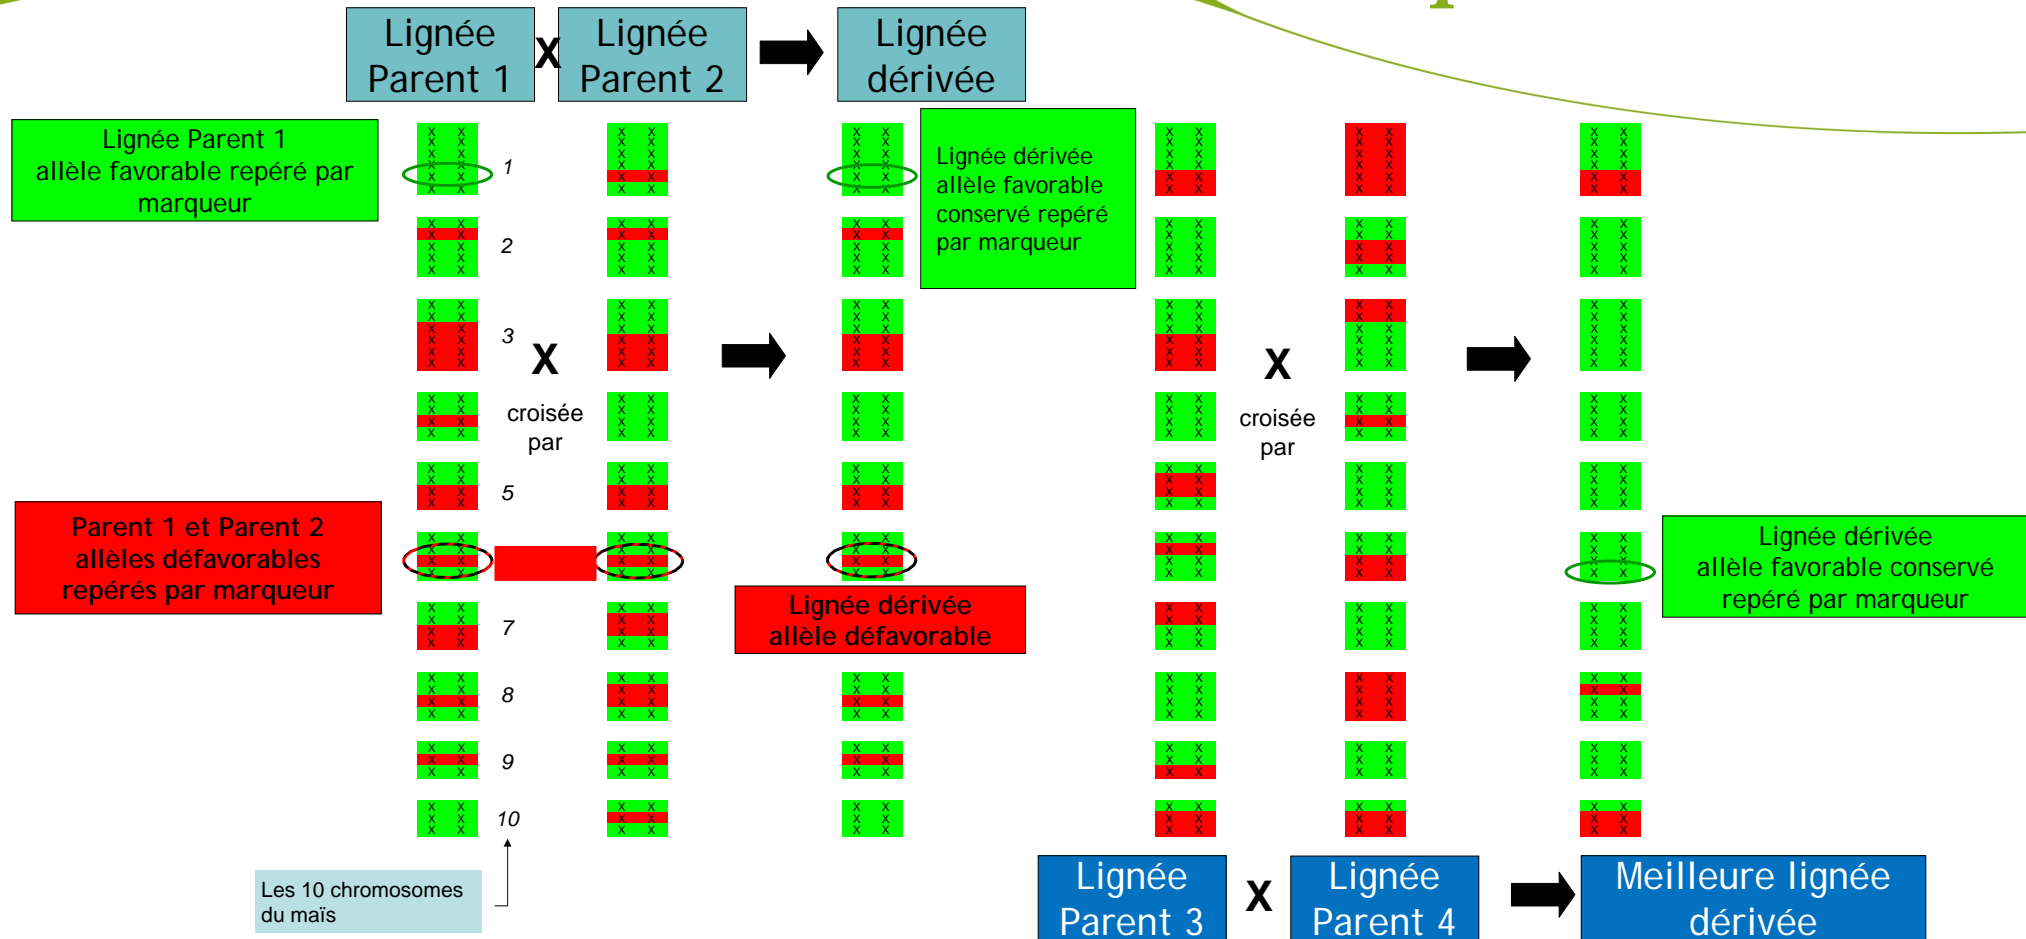 Lignée
Parent 1
X
Lignée
Parent 2
Lignée
dérivée
Lignée Parent 1
allèle favorable repéré par
marqueur
Lignée dérivée
allèle favorable
conservé repéré
par marqueur
1
2
3
X
croisée
par
5
7
8
9
10
X
croisée
par
Parent 1 et Parent 2
allèles défavorables
repérés par marqueur
Lignée dérivée
allèle défavorable
Lignée dérivée
allèle favorable conservé
repéré par marqueur
Les 10 chromosomes
du maïs
Lignée
Parent 3
X
Lignée
Parent 4
Meilleure lignée
dérivée